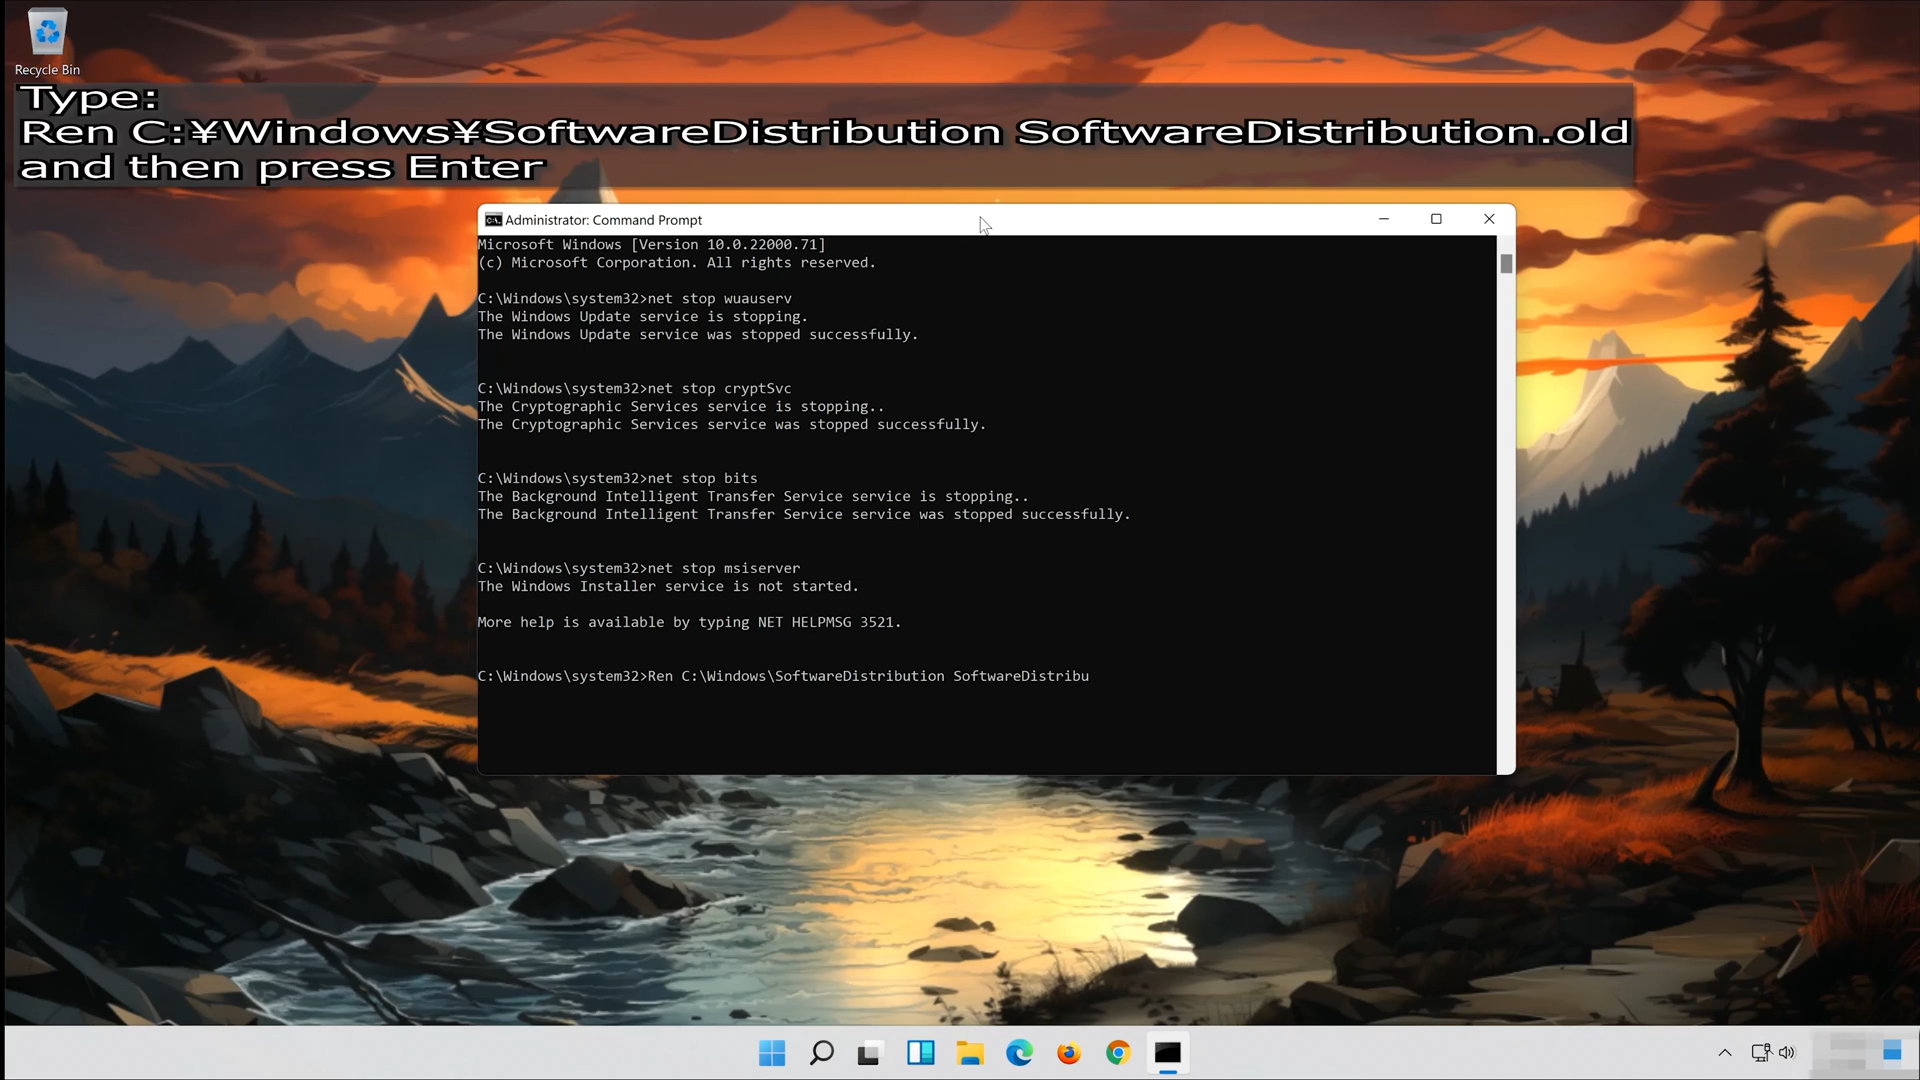 Recycle Bin
Type:
Ren C:¥Windows¥SoftwareDistribution SoftwareDistribution.old
and then press Enter
Administrator: Command Prompt
Microsoft Windows [Version 10.0.22000.71]
(c) Microsoft Corporation. All rights reserved.
C:\Windows\system32>net stop wuauserv
The Windows Update service is stopping.
The Windows Update service was stopped successfully.
C:\Windows\system32>net stop cryptSvc
The Cryptographic Services service is stopping..
The Cryptographic Services service was stopped successfully.
C:\Windows\system32>net stop bits
The Background Intelligent Transfer Service service is stopping..
The Background Intelligent Transfer Service service was stopped successfully.
C:\Windows\system32>net stop msiserver
The Windows Installer service is not started.
More help is available by typing NET HELPMSG 3521.
C:\Windows\system32>Ren C:\Windows\SoftwareDistribution SoftwareDistribu